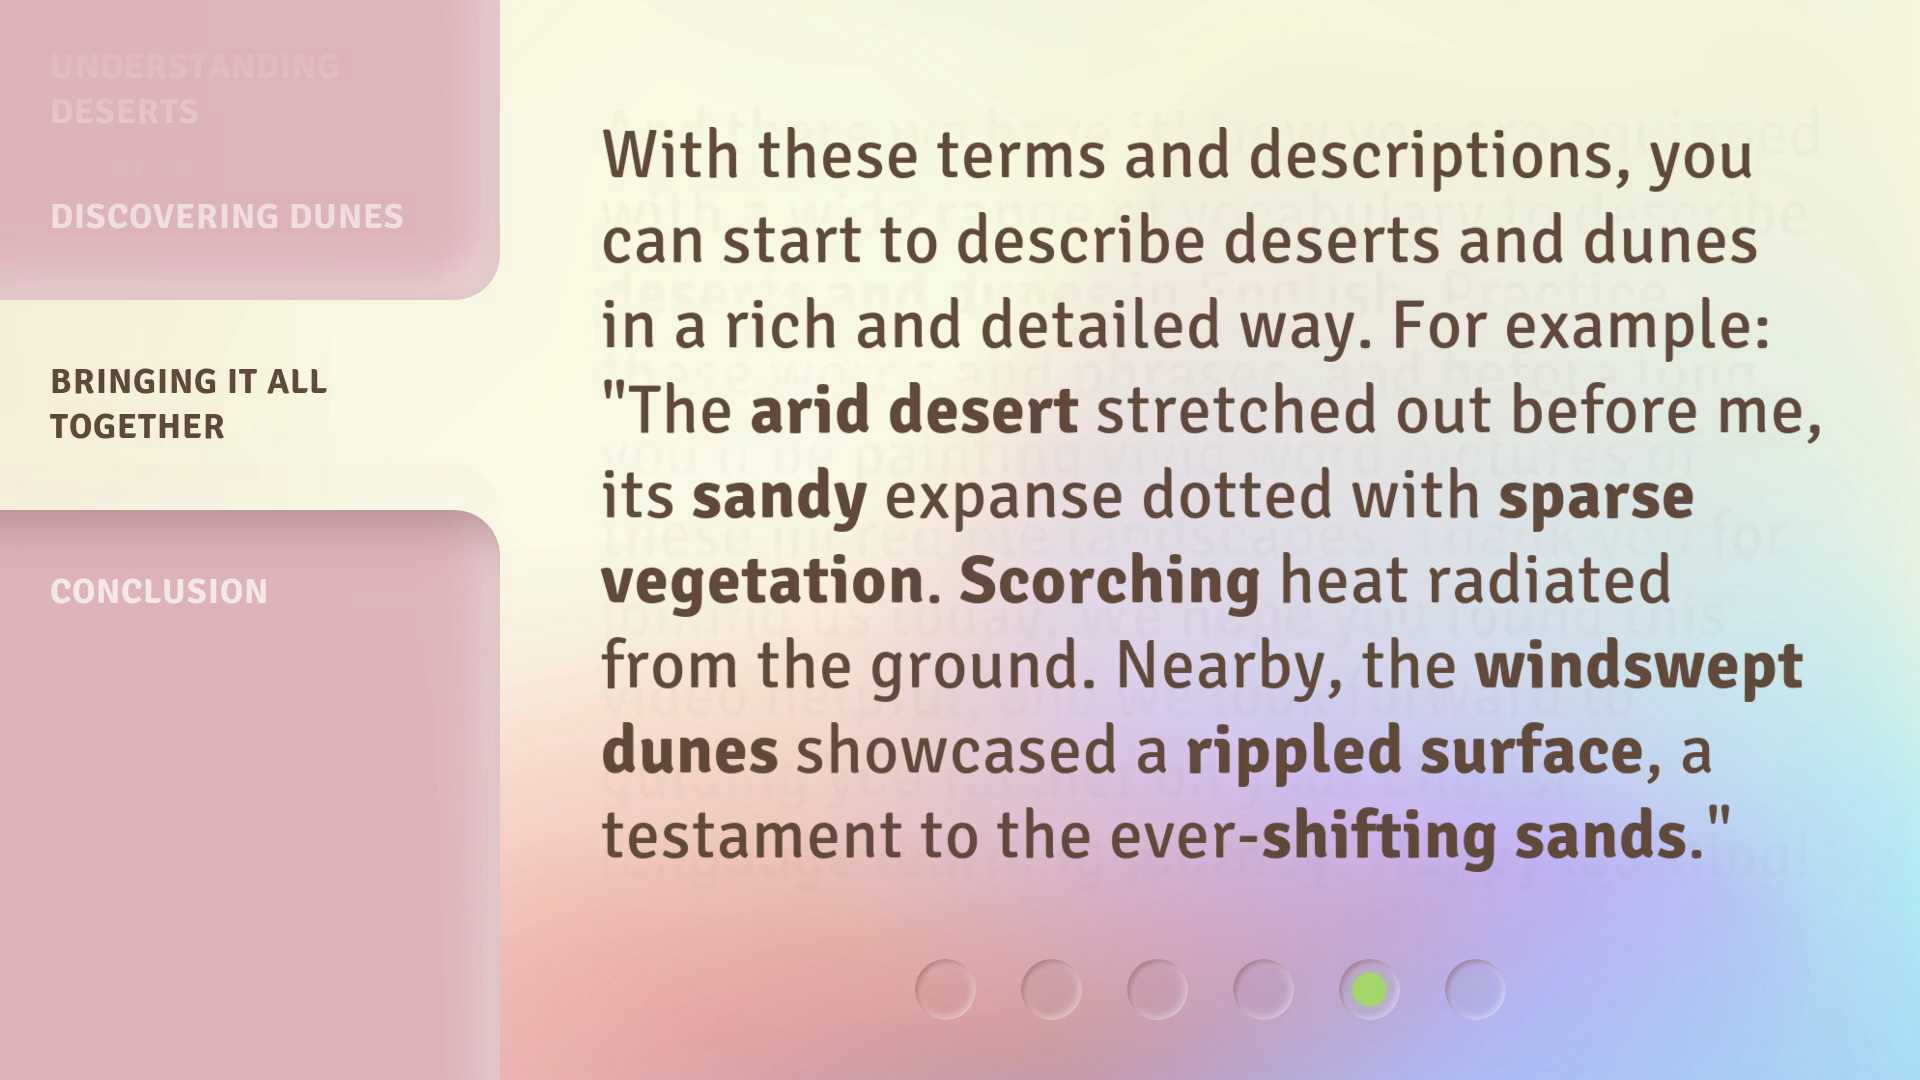 UNDERSTANDING
DESERTS
DISCOVERING DUNES
BRINGING IT ALL
TOGETHER
CONCLUSION
With these terms and descriptions, you
can start to describe deserts and dunes
in a rich and detailed way. For example:
"The arid desert stretched out before me,
its sandy expanse dotted with sparse
vegetation. Scorching heat radiated
from the ground. Nearby, the windswept
dunes showcased a rippled surface, a
testament to the ever-shifting sands."